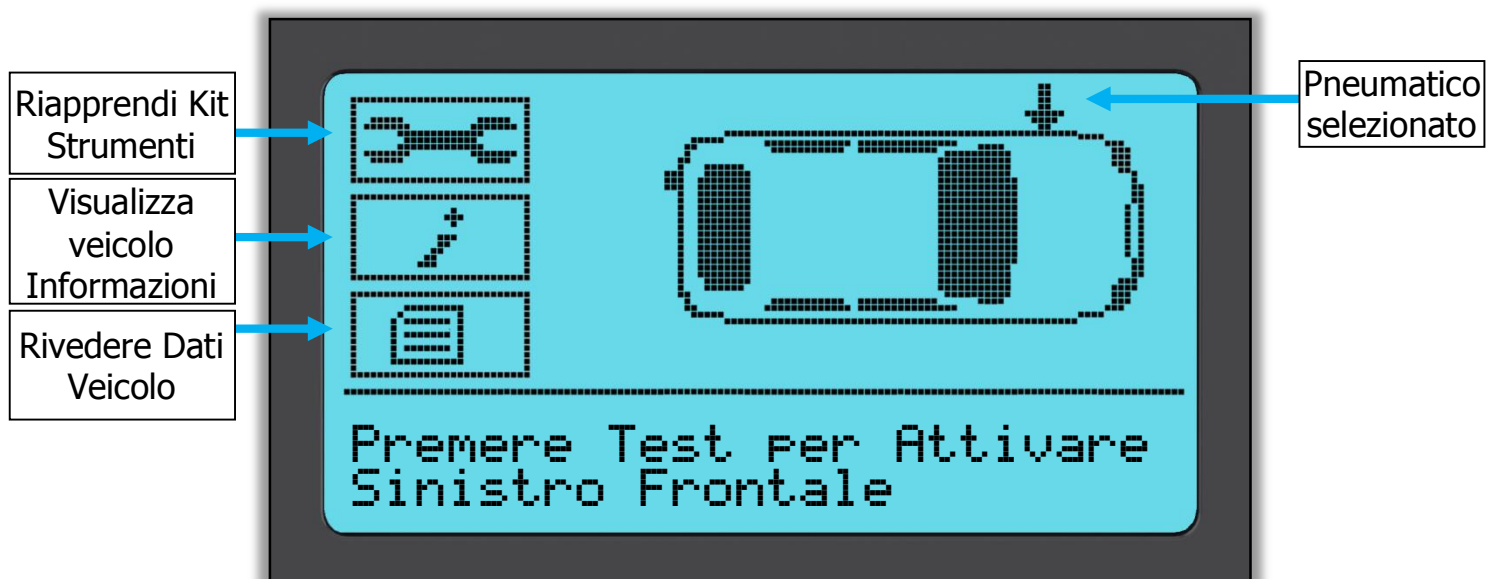 Riapprendi Kit
Strumenti
Visualizza
veicolo
Informazioni
Rivedere Dati
Veicolo
Pneumatico
selezionato
Premere Test per Attivare
Sinistro Frontale